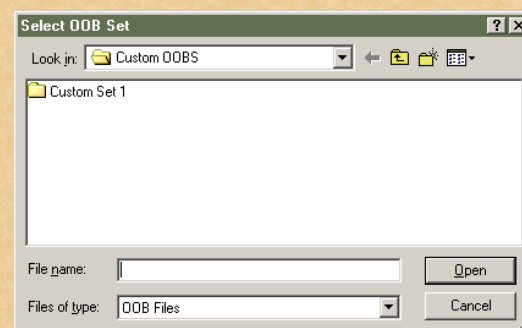 Select OOB Set
Look in: Custom OOBS
Custom Set 1
File name: Open
Files of type: OOB Files Cancel